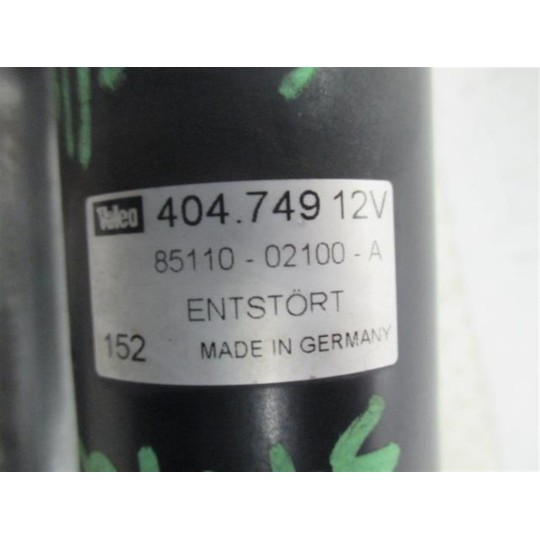 Valeo 404.749 12V
85110 - 02100 - A
ENTSTÖRT
152 MADE IN GERMANY